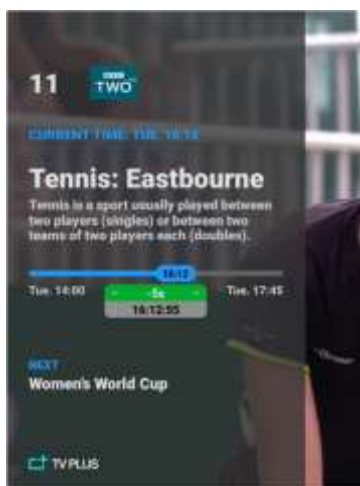 11
BBC
TWO
CURRENT TIME: TUE. 16:12
Tennis: Eastbourne
Tennis is a sport usually played between
two players (singles) or between two
teams of two players each (doubles).
16:12
Tue. 14:00
-5s
Tue. 17:45
16:12:55
NEXT
Women's World Cup
TV PLUS